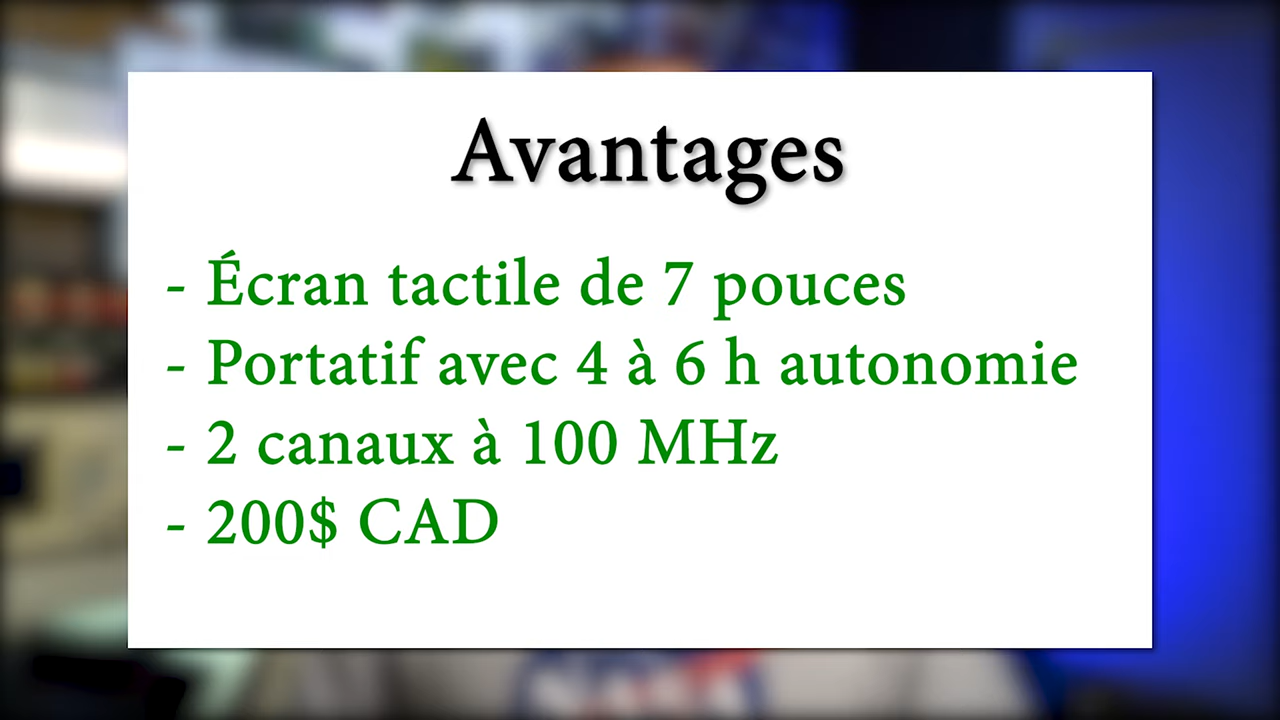 Avantages
- Écran tactile de 7 pouces
- Portatif avec 4 à 6 h autonomie
- 2 canaux à 100 MHz
- 200$ CAD